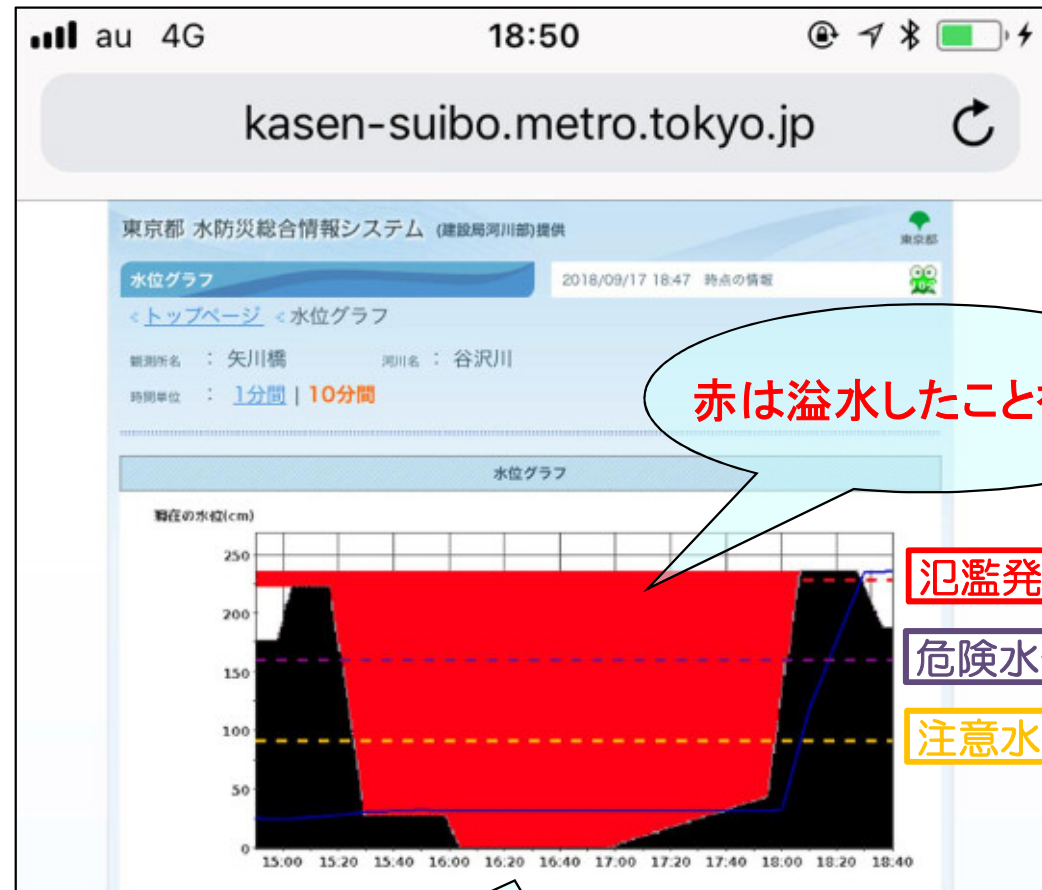 au 4G 18:50
kasen-suibo.metro.tokyo.jp
東京都 水防災総合情報システム (建設局河川部)提供
東京都
水位グラフ 2018/09/17 18:47 時点の情報
< トップページ < 水位グラフ
観測所名 : 矢川橋 河川名 : 谷沢川
時間単位 : 1分間 | 10分間
赤は溢水したこと
水位グラフ
現在の水位(cm)
250
氾濫発
200
危険水
150
100
注意水
50
0
15:00 15:20 15:40 16:00 16:20 16:40 17:00 17:20 17:40 18:00 18:20 18:40